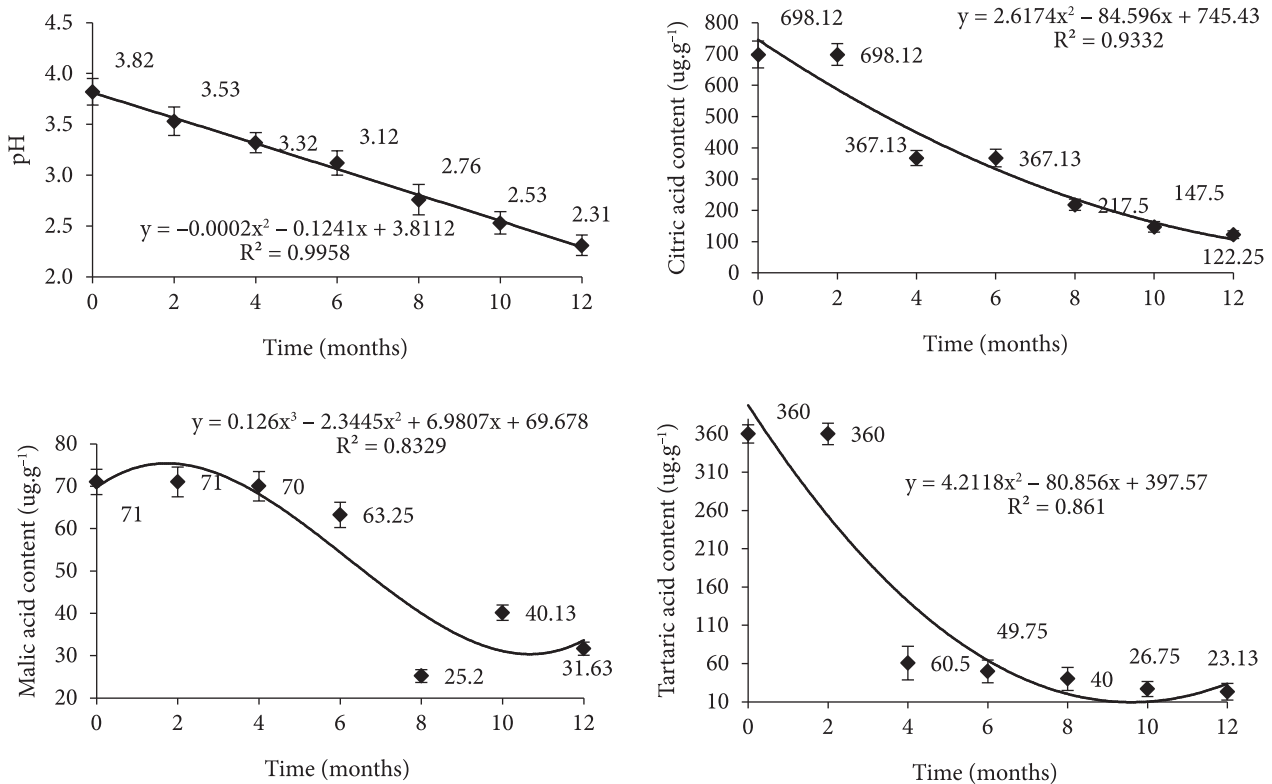 4.5
4.0
3.5
3.0
2.5
2.0
pH
3.82
3.53
3.32
3.12
2.76
2.53
2.31
y = −0.0002x² − 0.1241x + 3.8112
R² = 0.9958
0 2 4 6 8 10 12
Time (months)
800
700
600
500
400
300
200
100
0
Citric acid content (ug.g⁻¹)
y = 2.6174x² − 84.596x + 745.43
R² = 0.9332
698.12
698.12
367.13
367.13
217.5
147.5
122.25
0 2 4 6 8 10 12
Time (months)
y = 0.126x³ − 2.3445x² + 6.9807x + 69.678
R² = 0.8329
80
70
60
50
40
30
20
Malic acid content (ug.g⁻¹)
71
71
70
63.25
25.2
40.13
31.63
0 2 4 6 8 10 12
Time (months)
360
310
260
210
160
110
60
10
Tartaric acid content (ug.g⁻¹)
360
360
y = 4.2118x² − 80.856x + 397.57
R² = 0.861
60.5
49.75
40
26.75
23.13
0 2 4 6 8 10 12
Time (months)